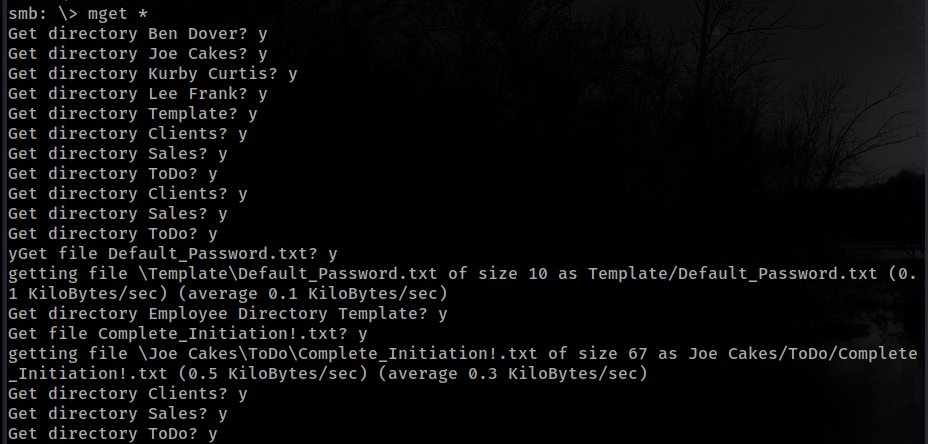 smb: \> mget *
Get directory Ben Dover? y
Get directory Joe Cakes? y
Get directory Kurby Curtis? y
Get directory Lee Frank? y
Get directory Template? y
Get directory Clients? y
Get directory Sales? y
Get directory ToDo? y
Get directory Clients? y
Get directory Sales? y
Get directory ToDo? y
yGet file Default_Password.txt? y
getting file \Template\Default_Password.txt of size 10 as Template/Default_Password.txt (0.
1 KiloBytes/sec) (average 0.1 KiloBytes/sec)
Get directory Employee Directory Template? y
Get file Complete_Initiation!.txt? y
getting file \Joe Cakes\ToDo\Complete_Initiation!.txt of size 67 as Joe Cakes/ToDo/Complete
_Initiation!.txt (0.5 KiloBytes/sec) (average 0.3 KiloBytes/sec)
Get directory Clients? y
Get directory Sales? y
Get directory ToDo? y